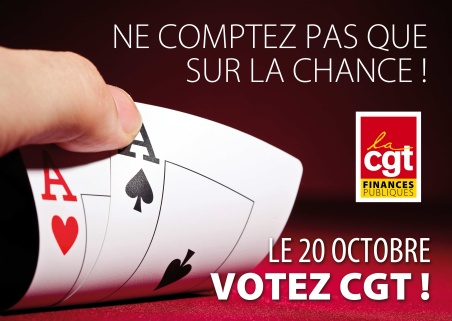 NE COMPTEZ PAS QUE
SUR LA CHANCE !
A
A
la
cgt
FINANCES
PUBLIQUES
LE 20 OCTOBRE
VOTEZ CGT !